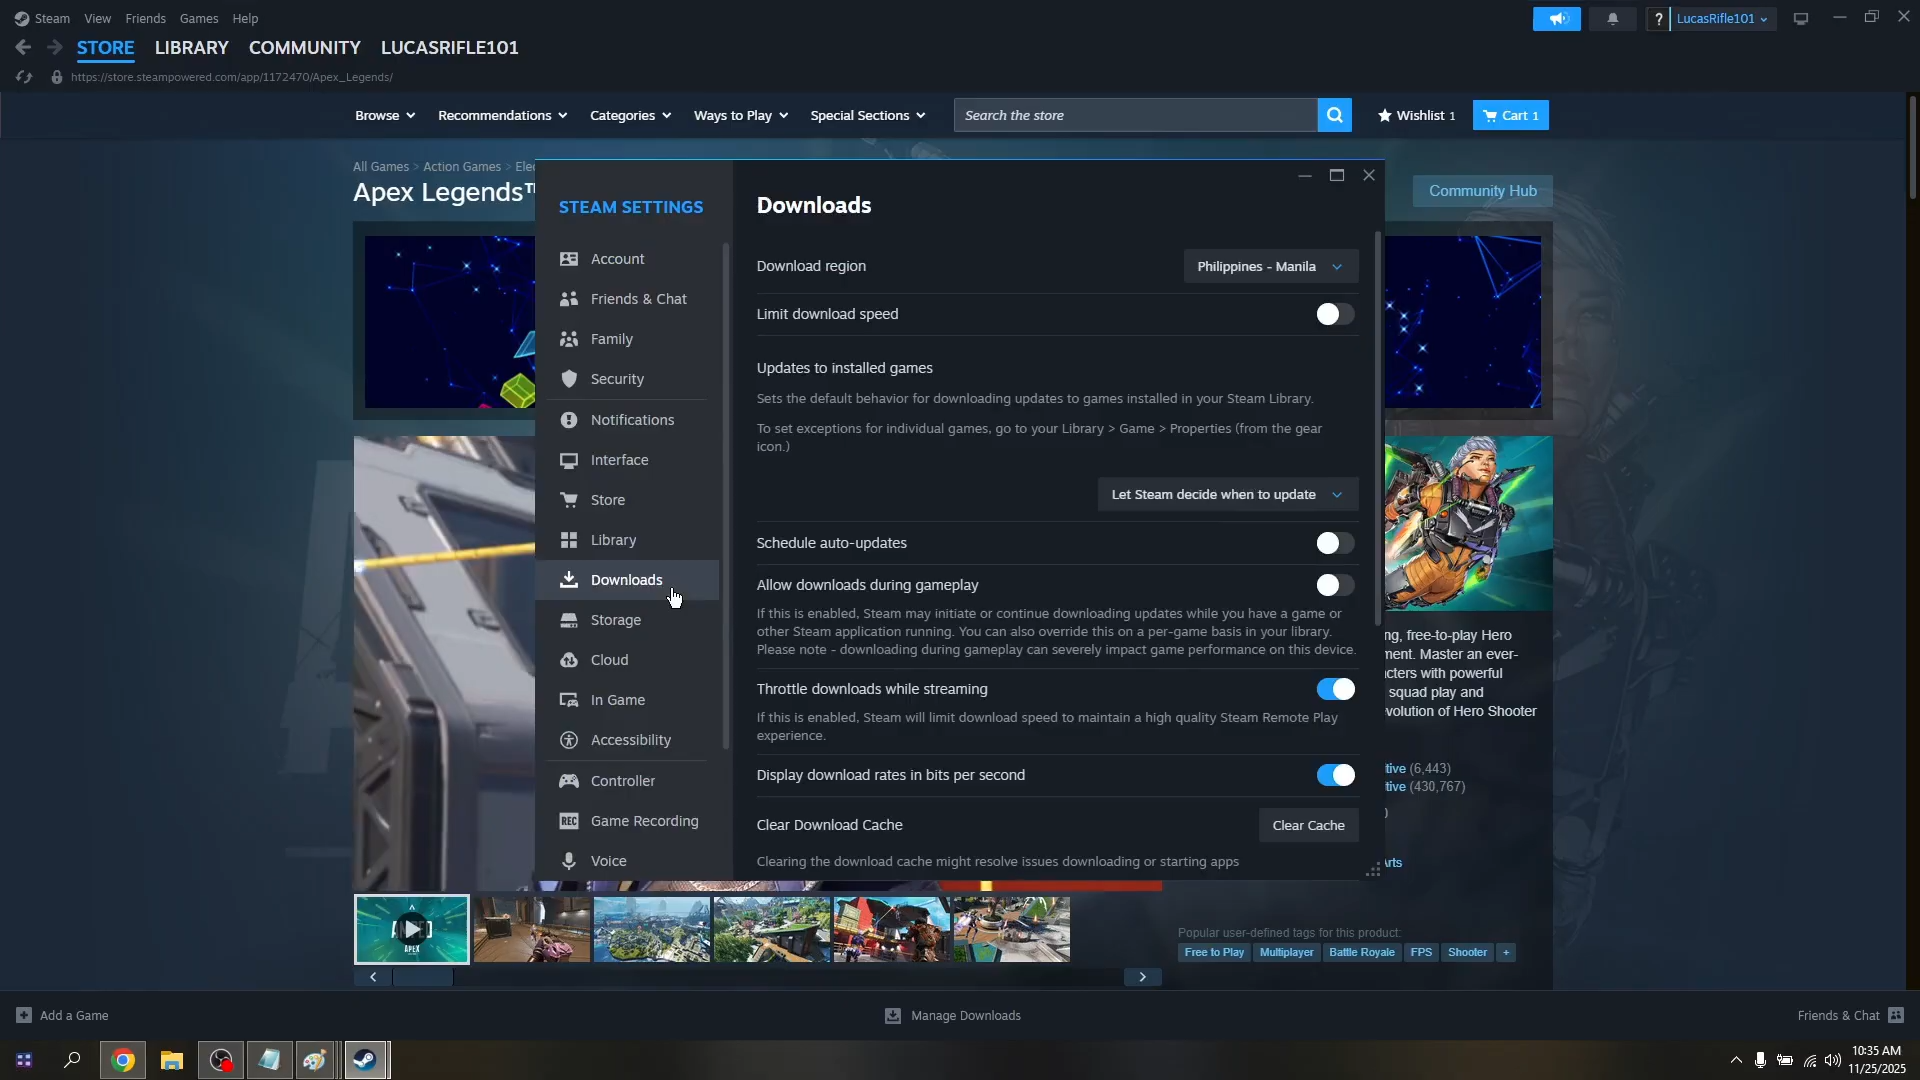 Steam View Friends Games Help
? LucasRifle101
STORE LIBRARY COMMUNITY LUCASRIFLE101
https://store.steampowered.com/app/1172470/Apex_Legends/
Browse Recommendations Categories Ways to Play Special Sections Search the store Wishlist 1 Cart 1
All Games > Action Games >
Apex Legends™
Community Hub
STEAM SETTINGS
Account
Friends & Chat
Family
Security
Notifications
Interface
Store
Library
Downloads
Storage
Cloud
In Game
Accessibility
Controller
REC Game Recording
Voice
Downloads
Download region Philippines - Manila
Limit download speed
Updates to installed games
Sets the default behavior for downloading updates to games installed in your Steam Library.
To set exceptions for individual games, go to your Library > Game > Properties (from the gear
icon.)
Let Steam decide when to update
Schedule auto-updates
Allow downloads during gameplay
If this is enabled, Steam may initiate or continue downloading updates while you have a game or
other Steam application running. You can also override this on a per-game basis in your library.
Please note - downloading during gameplay can severely impact game performance on this device.
Throttle downloads while streaming
If this is enabled, Steam will limit download speed to maintain a high quality Steam Remote Play
experience.
Display download rates in bits per second
Clear Download Cache Clear Cache
Clearing the download cache might resolve issues downloading or starting apps
ng, free-to-play Hero
ment. Master an ever-
cters with powerful
squad play and
volution of Hero Shooter
tive (6,443)
tive (430,767)
Arts
APEX
Popular user-defined tags for this product:
Free to Play Multiplayer Battle Royale FPS Shooter +
Add a Game Manage Downloads Friends & Chat
10:35 AM
11/25/2025